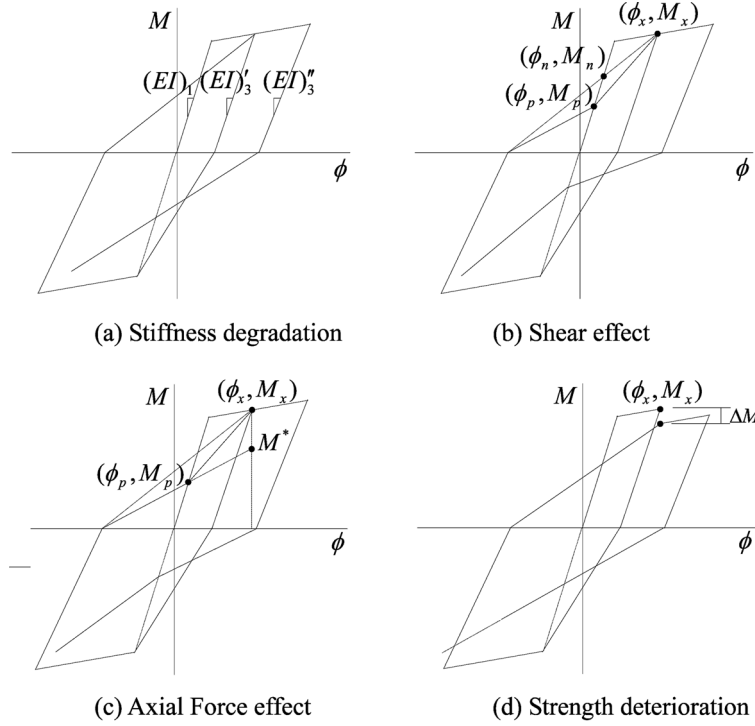 M
(EI)₁ (EI)₃′ (EI)₃″
ϕ
(a) Stiffness degradation
M
(ϕₓ, Mₓ)
(ϕₙ, Mₙ)
(ϕₚ, Mₚ)
ϕ
(b) Shear effect
M
(ϕₓ, Mₓ)
M*
(ϕₚ, Mₚ)
ϕ
(c) Axial Force effect
M
(ϕₓ, Mₓ)
ΔM
ϕ
(d) Strength deterioration